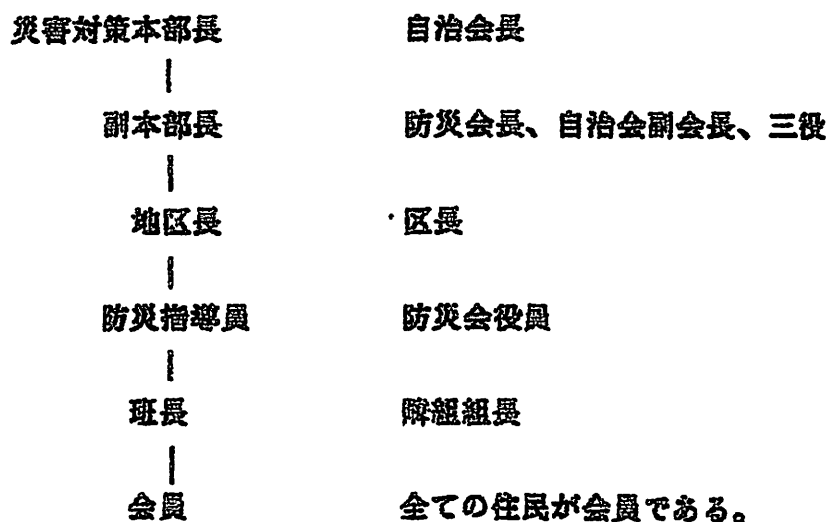 災害対策本部長 自治会長
副本部長 防災会長、自治会副会長、三役
地区長 区長
防災指導員 防災会役員
班長 隣組組長
会員 全ての住民が会員である。